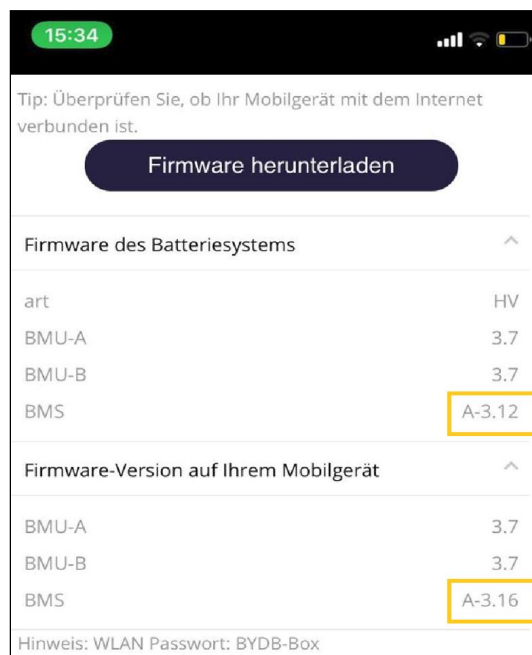 15:34
Tip: Überprüfen Sie, ob Ihr Mobilgerät mit dem Internet
verbunden ist.
Firmware herunterladen
Firmware des Batteriesystems
art HV
BMU-A 3.7
BMU-B 3.7
BMS A-3.12
Firmware-Version auf Ihrem Mobilgerät
BMU-A 3.7
BMU-B 3.7
BMS A-3.16
Hinweis: WLAN Passwort: BYDB-Box